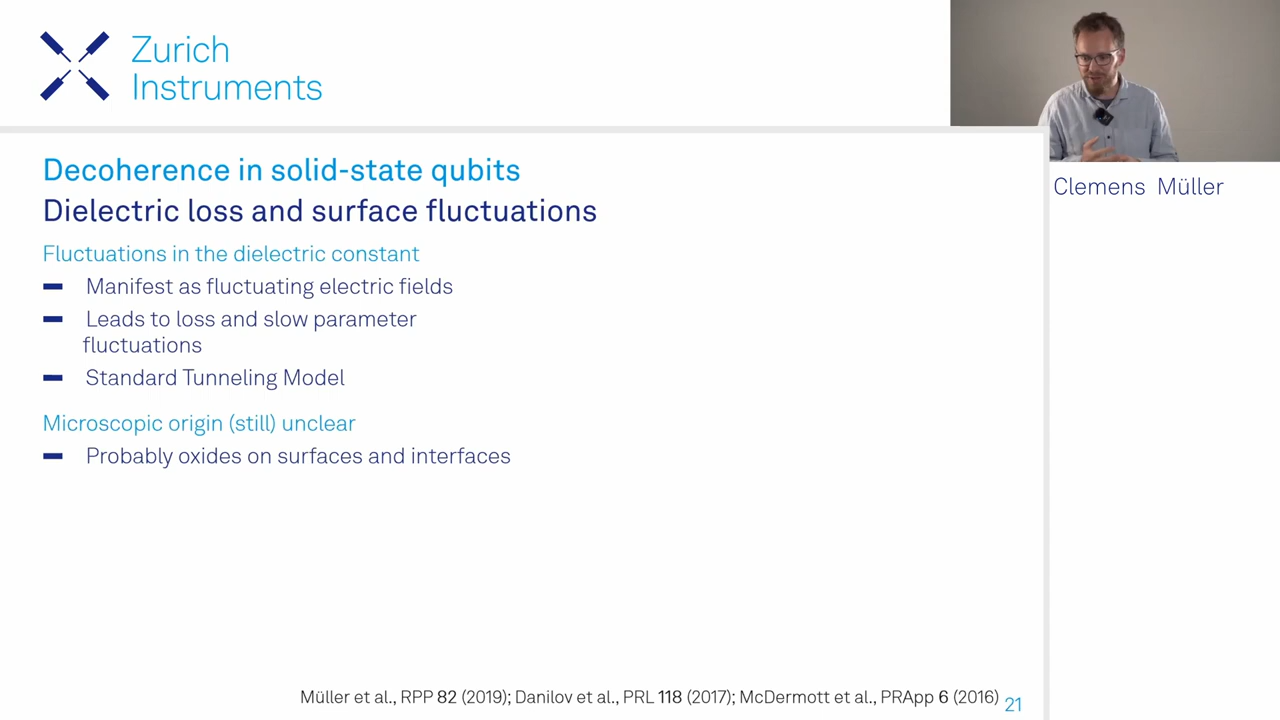 Zurich
Instruments
Clemens Müller
Decoherence in solid-state qubits
Dielectric loss and surface fluctuations
Fluctuations in the dielectric constant
Manifest as fluctuating electric fields
Leads to loss and slow parameter
fluctuations
Standard Tunneling Model
Microscopic origin (still) unclear
Probably oxides on surfaces and interfaces
Müller et al., RPP 82 (2019); Danilov et al., PRL 118 (2017); McDermott et al., PRApp 6 (2016)
21